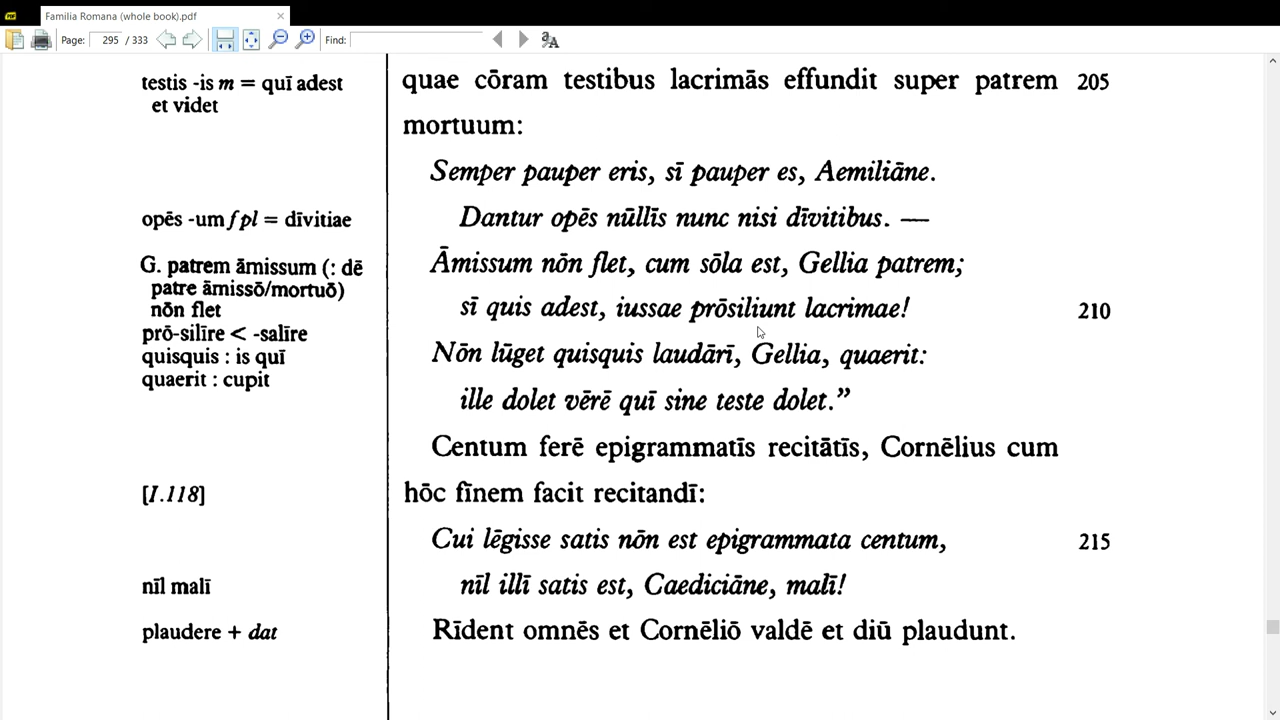 Familia Romana (whole book).pdf
Page: 295 / 333
Find:
testis -is m = quī adest
et videt
quae cōram testibus lacrimās effundit super patrem 205
mortuum:
Semper pauper eris, sī pauper es, Aemiliāne.
opēs -um f pl = dīvitiae
Dantur opēs nūllīs nunc nisi dīvitibus. —
G. patrem āmissum (: dē
patre āmissō/mortuō)
nōn flet
prō-silīre < -salīre
quisquis : is quī
quaerit : cupit
Āmissum nōn flet, cum sōla est, Gellia patrem;
sī quis adest, iussae prōsiliunt lacrimae! 210
Nōn lūget quisquis laudārī, Gellia, quaerit:
ille dolet vērē quī sine teste dolet.”
Centum ferē epigrammatīs recitātīs, Cornēlius cum
[I.118]
hōc fīnem facit recitandī:
Cui lēgisse satis nōn est epigrammata centum, 215
nīl malī
nīl illī satis est, Caediciāne, malī!
plaudere + dat
Rīdent omnēs et Cornēliō valdē et diū plaudunt.